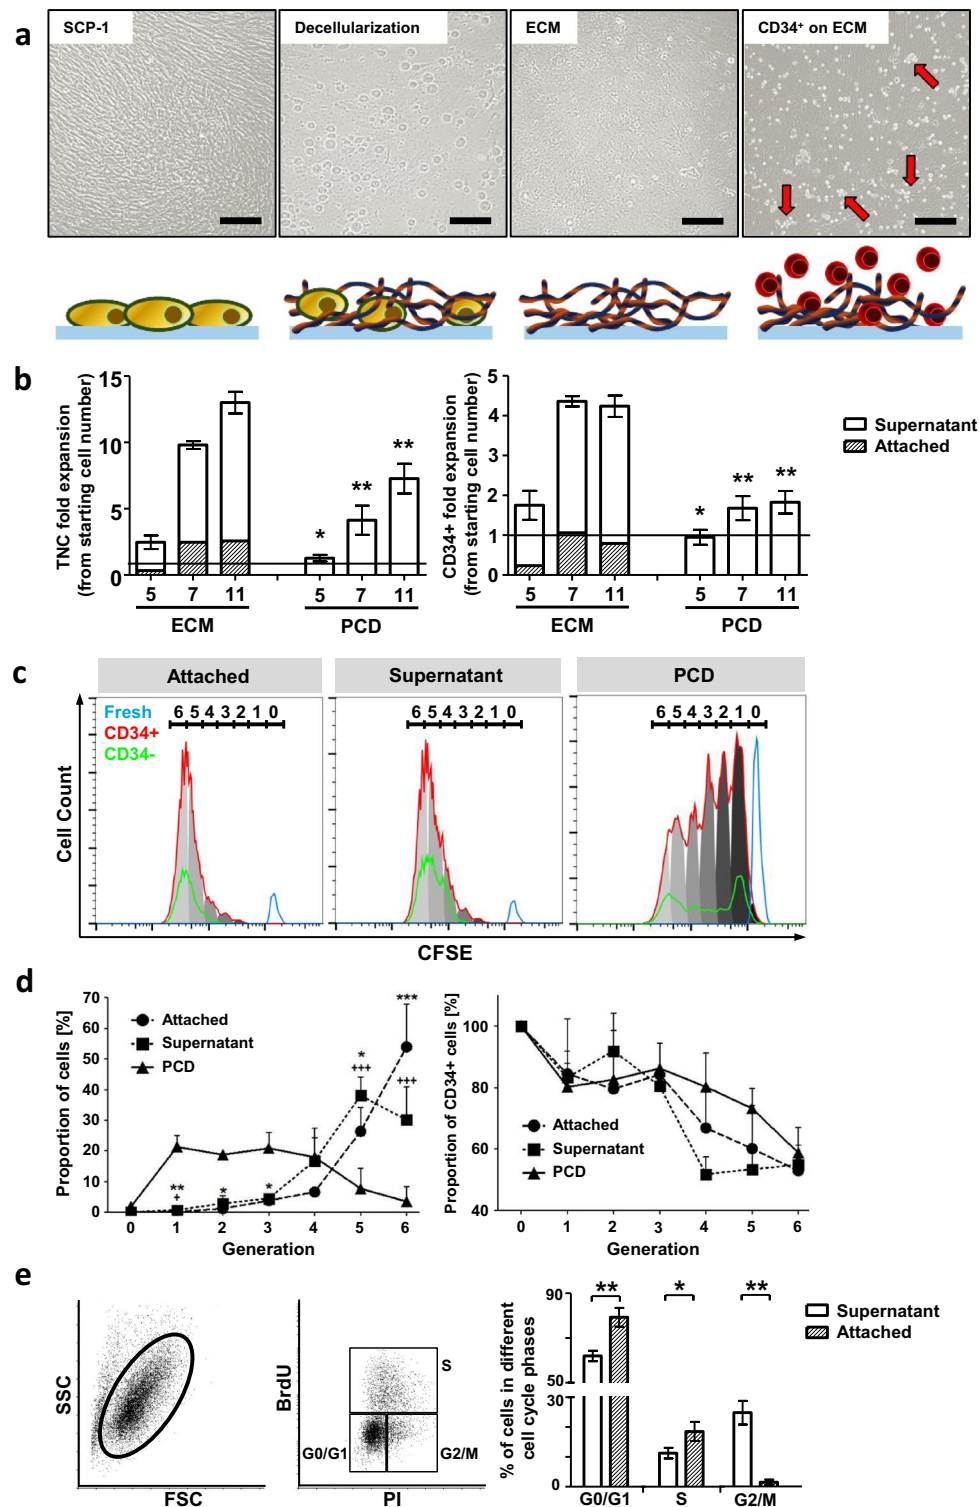 a
SCP-1
Decellularization
ECM
CD34⁺ on ECM
b
TNC fold expansion
(from starting cell number)
15
10
5
0
5 7 11 5 7 11
ECM PCD
* ** **
CD34+ fold expansion
(from starting cell number)
5
4
3
2
1
0
5 7 11 5 7 11
ECM PCD
* ** **
Supernatant
Attached
c
Attached
Supernatant
PCD
Fresh
CD34+
CD34-
6 5 4 3 2 1 0
6 5 4 3 2 1 0
6 5 4 3 2 1 0
Cell Count
CFSE
d
Proportion of cells [%]
70
60
50
40
30
20
10
0
Attached
Supernatant
PCD
**
+
*
*
*
+++
***
+++
0 1 2 3 4 5 6
Generation
Proportion of CD34+ cells [%]
100
80
60
40
Attached
Supernatant
PCD
0 1 2 3 4 5 6
Generation
e
SSC
FSC
BrdU
PI
S
G0/G1
G2/M
% of cells in different
cell cycle phases
90
50
30
0
** * **
G0/G1 S G2/M
Supernatant
Attached